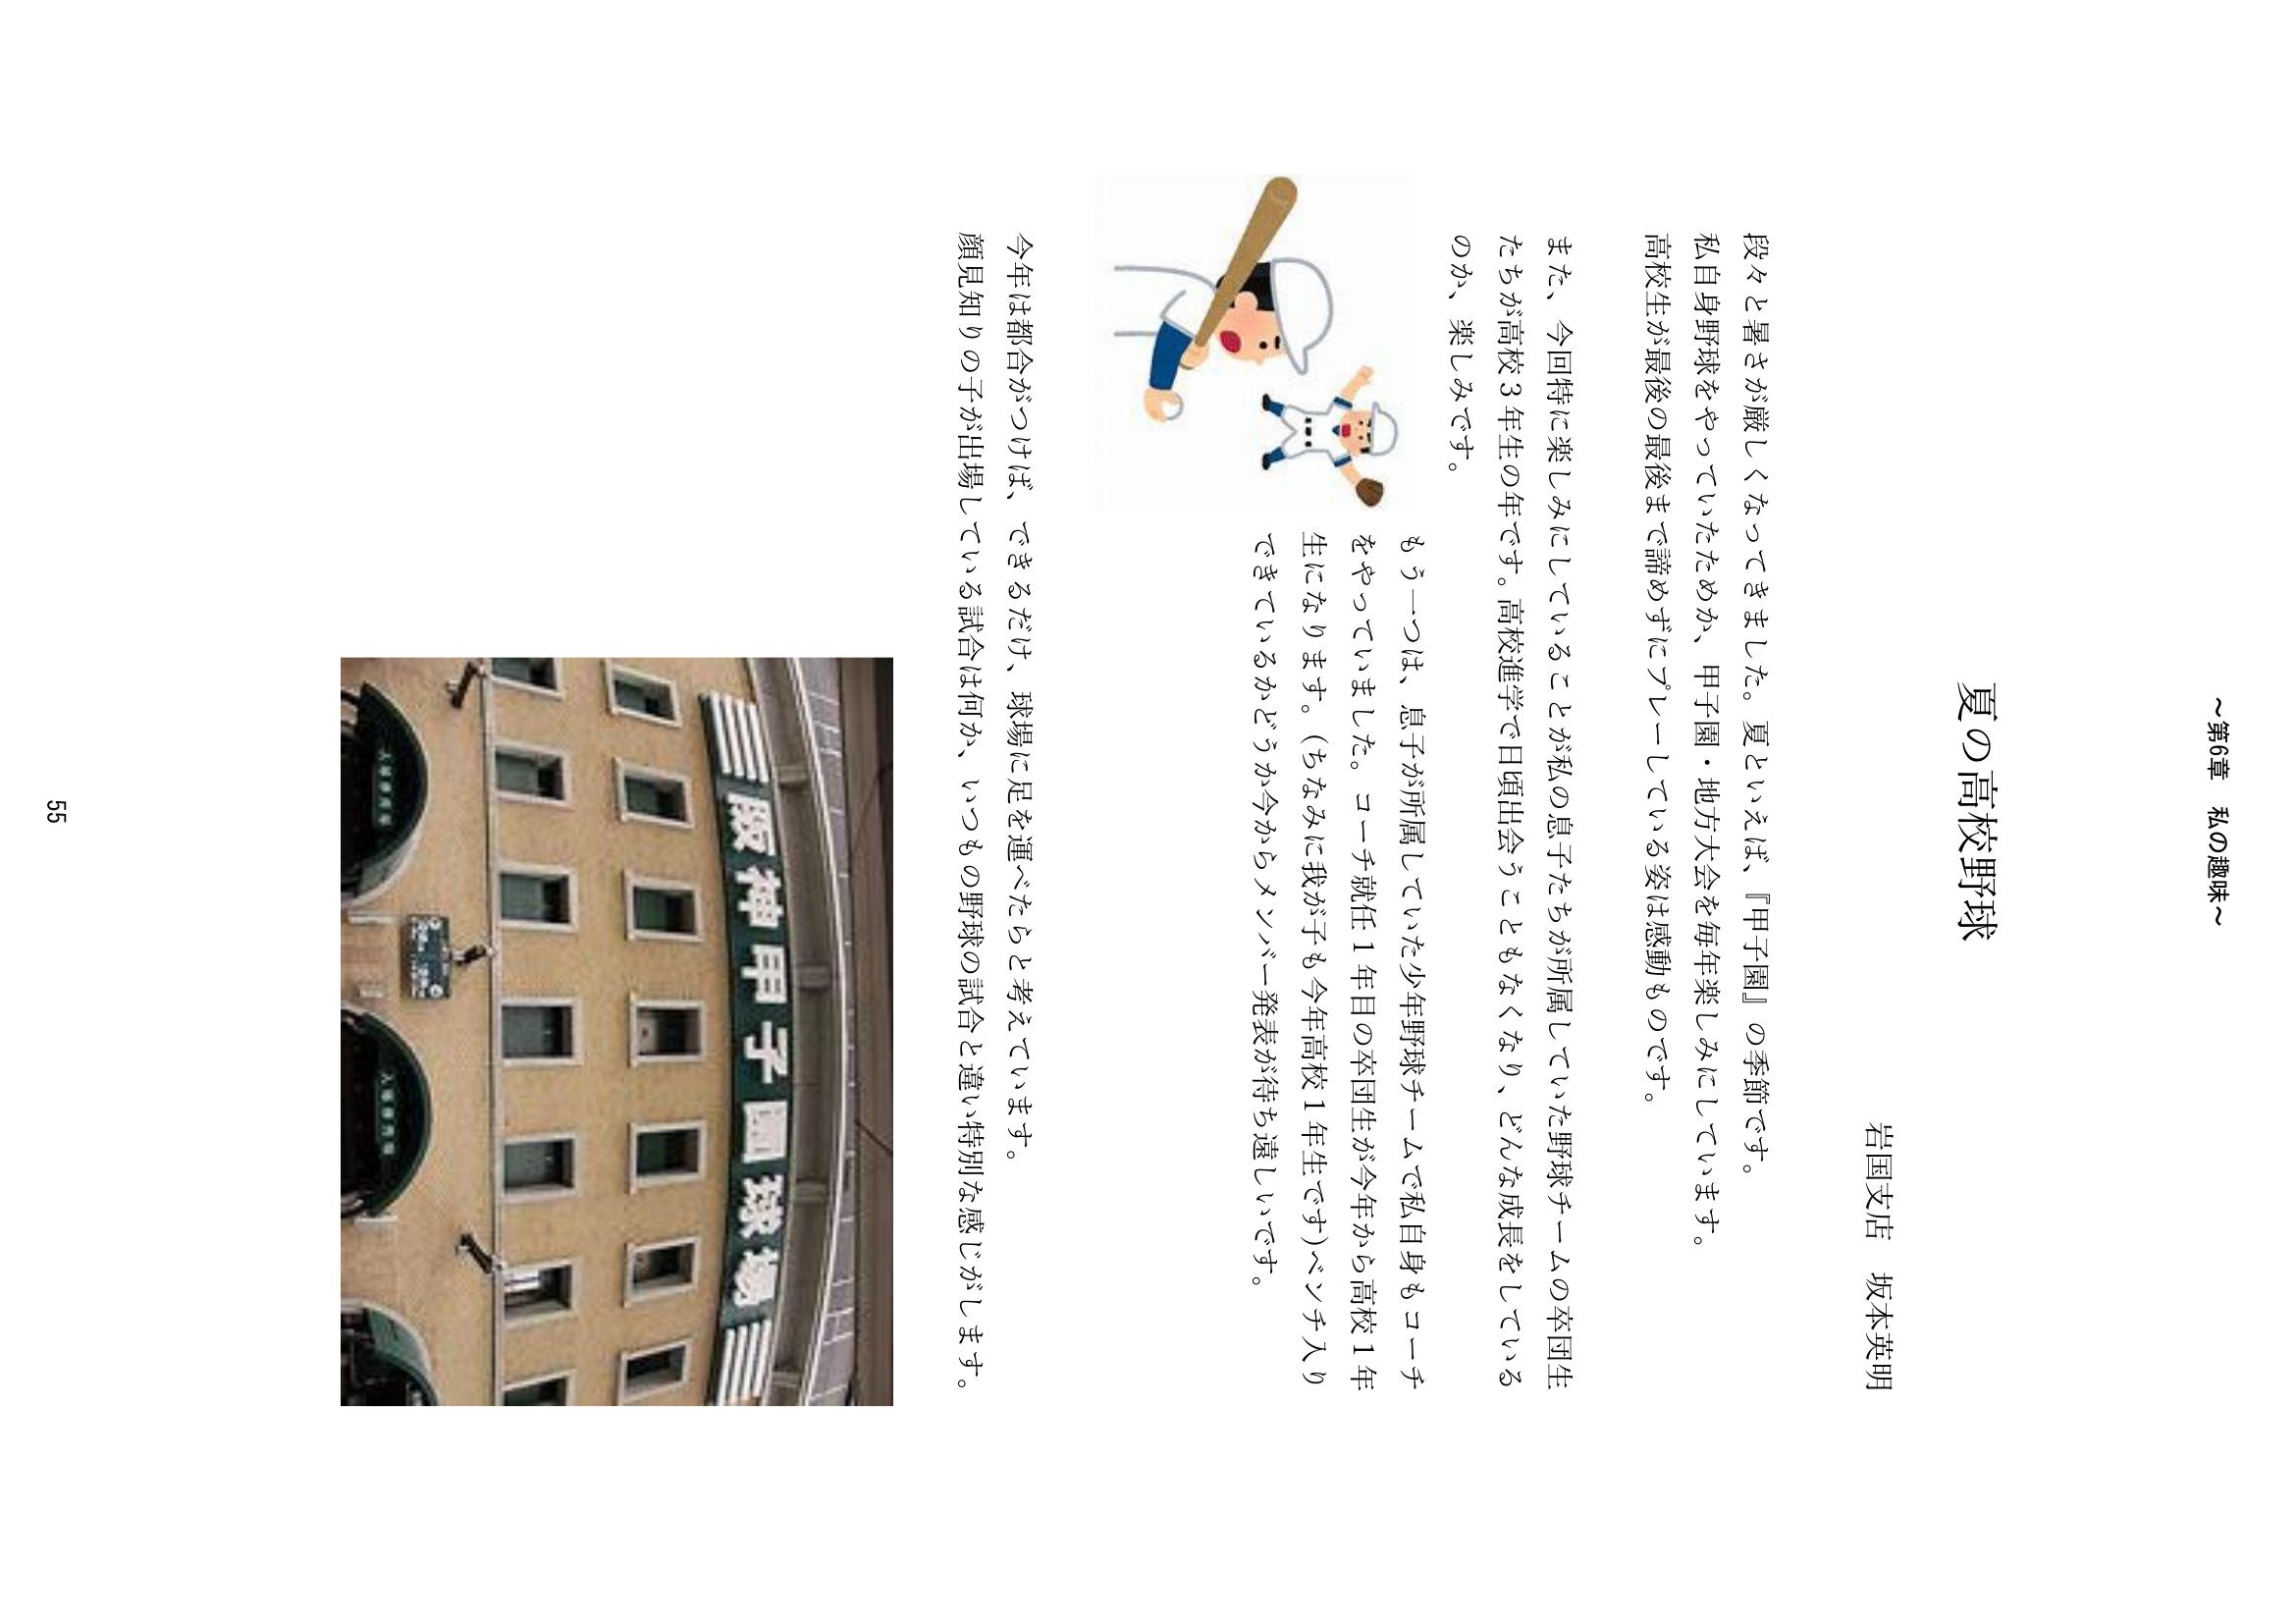 ～第6章　私の趣味～
夏の高校野球
岩国支店　坂本英明
段々と暑さが厳しくなってきました。夏といえば、『甲子園』の季節です。
私自身野球をやっていたためか、甲子園・地方大会を毎年楽しみにしています。
高校生が最後の最後まで諦めずにプレーしている姿は感動ものです。
また、今回特に楽しみにしていることが私の息子たちが所属していた野球チームの卒団生
たちが高校3年生の年です。高校進学で日頃出会うこともなくなり、どんな成長をしている
のか、楽しみです。
もう一つは、息子が所属していた少年野球チームで私自身もコーチ
をやっていました。コーチ就任1年目の卒団生が今年から高校1年
生になります。(ちなみに我が子も今年高校1年生です)ベンチ入り
できているかどうか今からメンバー発表が待ち遠しいです。
今年は都合がつけば、できるだけ、球場に足を運べたらと考えています。
顔見知りの子が出場している試合は何か、いつもの野球の試合と違い特別な感じがします。
阪神甲子園球場
55